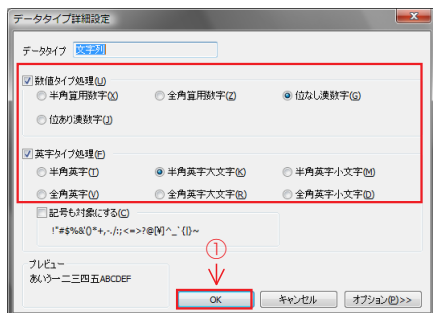 データタイプ詳細設定
データタイプ 文字列
数値タイプ処理(U)
半角算用数字(X) 全角算用数字(Z) 位なし漢数字(G)
位あり漢数字(J)
英字タイプ処理(F)
半角英字(T) 半角英字大文字(K) 半角英字小文字(M)
全角英字(V) 全角英字大文字(R) 全角英字小文字(D)
記号も対象にする(C)
!"#$%&'()*+,-./:;<=>?@[¥]^_`{|}~
①
プレビュー
あいう一二三四五ABCDEF
OK キャンセル オプション(P)>>